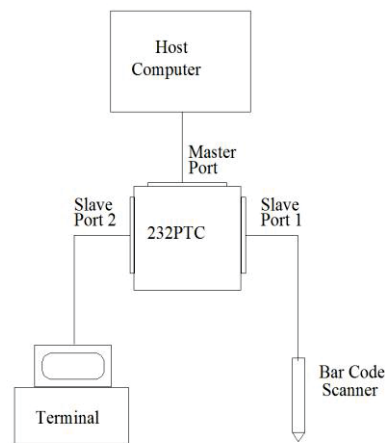 Host
Computer
Master
Port
Slave
Port 2
232PTC
Slave
Port 1
Bar Code
Scanner
Terminal